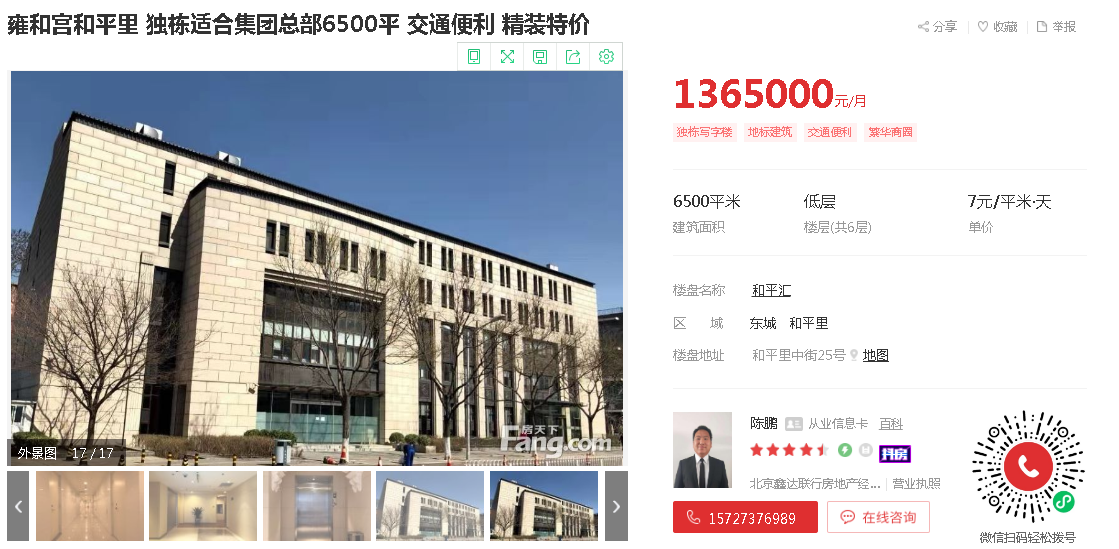 雍和宫和平里 独栋适合集团总部6500平 交通便利 精装特价
分享 收藏 举报
1365000元/月
独栋写字楼 地标建筑 交通便利 繁华商圈
6500平米 低层 7元/平米·天
建筑面积 楼层(共6层) 单价
楼盘名称 和平汇
区 域 东城 和平里
楼盘地址 和平里中街25号 地图
房天下
Fang.com
外景图 17 / 17
陈鹏 从业信息卡 百科
抖房
北京鑫达联行房地产经... 营业执照
15727376989 在线咨询
微信扫码轻松拨号